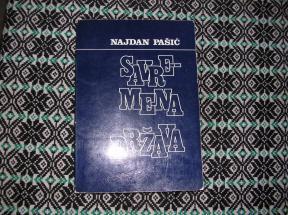 NAJDAN PAŠIĆ
SAVRE-
MENA
DRŽAVA